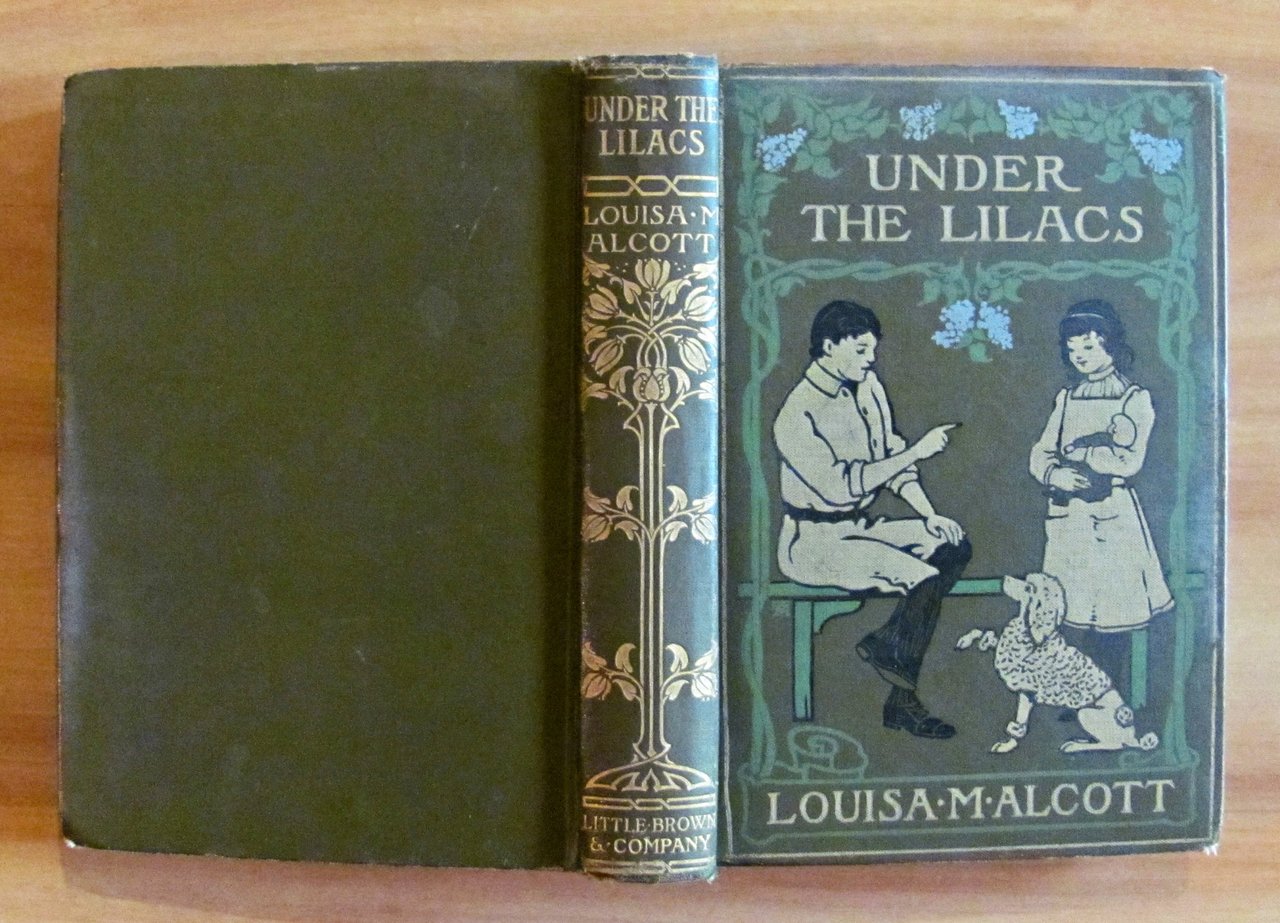 UNDER THE
LILACS
LOUISA·M
ALCOTT
LITTLE·BROWN
&·COMPANY
UNDER
THE LILACS
LOUISA·M·ALCOTT